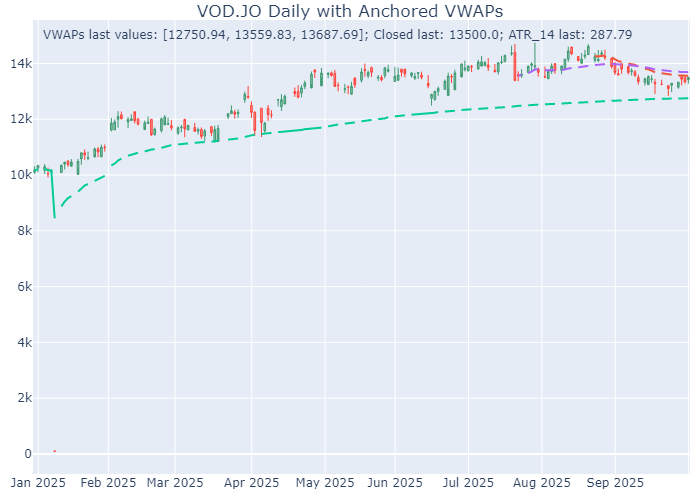 VOD.JO Daily with Anchored VWAPs
VWAPs last values: [12750.94, 13559.83, 13687.69]; Closed last: 13500.0; ATR_14 last: 287.79
14k
12k
10k
8k
6k
4k
2k
0
Jan 2025 Feb 2025 Mar 2025 Apr 2025 May 2025 Jun 2025 Jul 2025 Aug 2025 Sep 2025